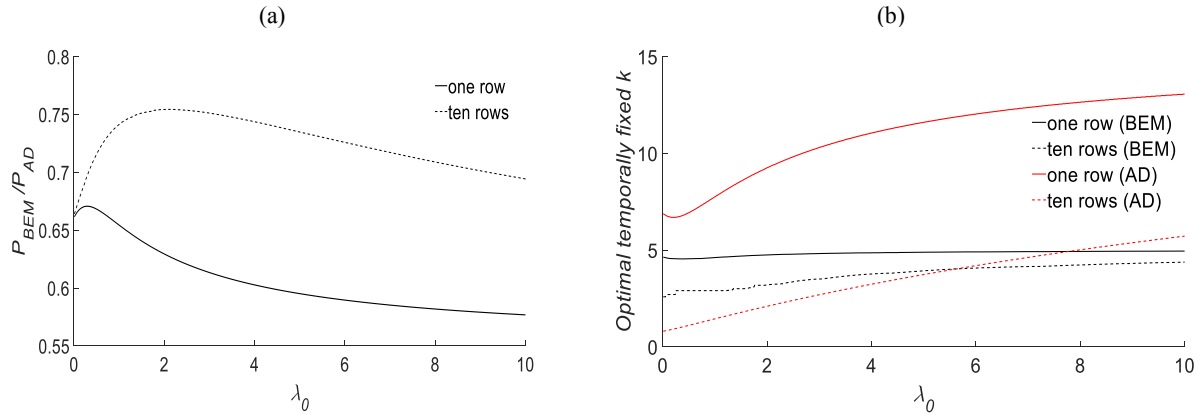 (a)
0.8
0.75
0.7
0.65
0.6
0.55
P_BEM/P_AD
one row
ten rows
0 2 4 6 8 10
λ_0
(b)
15
10
5
0
Optimal temporally fixed k
one row (BEM)
ten rows (BEM)
one row (AD)
ten rows (AD)
0 2 4 6 8 10
λ_0